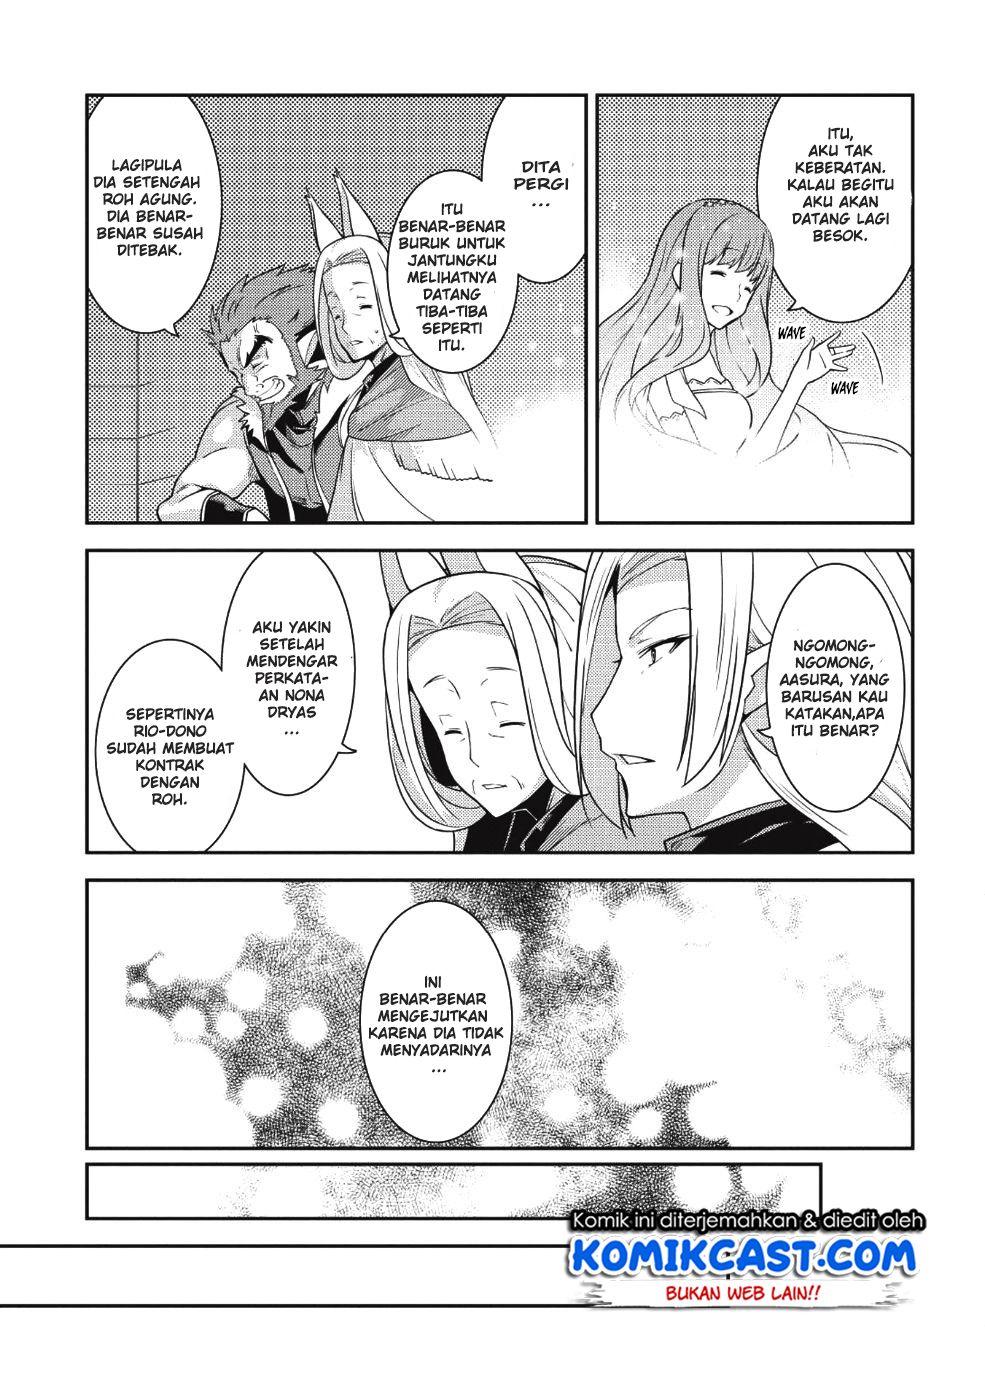 ITU,
AKU TAK
KEBERATAN.
KALAU BEGITU
AKU AKAN
DATANG LAGI
BESOK.
WAVE
WAVE
DITA
PERGI
...
ITU
BENAR-BENAR
BURUK UNTUK
JANTUNGKU
MELIHATNYA
DATANG
TIBA-TIBA
SEPERTI
ITU.
LAGIPULA
DIA SETENGAH
ROH AGUNG.
DIA BENAR-
BENAR SUSAH
DITEBAK.
NGOMONG-
NGOMONG,
AASURA, YANG
BARUSAN KAU
KATAKAN,APA
ITU BENAR?
AKU YAKIN
SETELAH
MENDENGAR
PERKATA-
AN NONA
DRYAS
...
SEPERTINYA
RIO-DONO
SUDAH MEMBUAT
KONTRAK
DENGAN
ROH.
INI
BENAR-BENAR
MENGEJUTKAN
KARENA DIA TIDAK
MENYADARINYA
...
Komik ini diterjemahkan & diedit oleh
KOMIKCAST.COM
BUKAN WEB LAIN!!